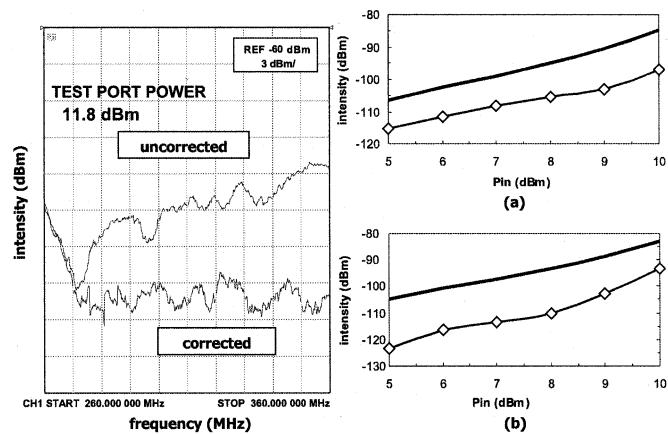 REF -60 dBm
3 dBm/
TEST PORT POWER
11.8 dBm
uncorrected
corrected
intensity (dBm)
CH1 START 260.000 000 MHz
STOP 360.000 000 MHz
frequency (MHz)
-80
-90
-100
-110
-120
intensity (dBm)
5
6
7
8
9
10
Pin (dBm)
(a)
-80
-90
-100
-110
-120
-130
intensity (dBm)
5
6
7
8
9
10
Pin (dBm)
(b)